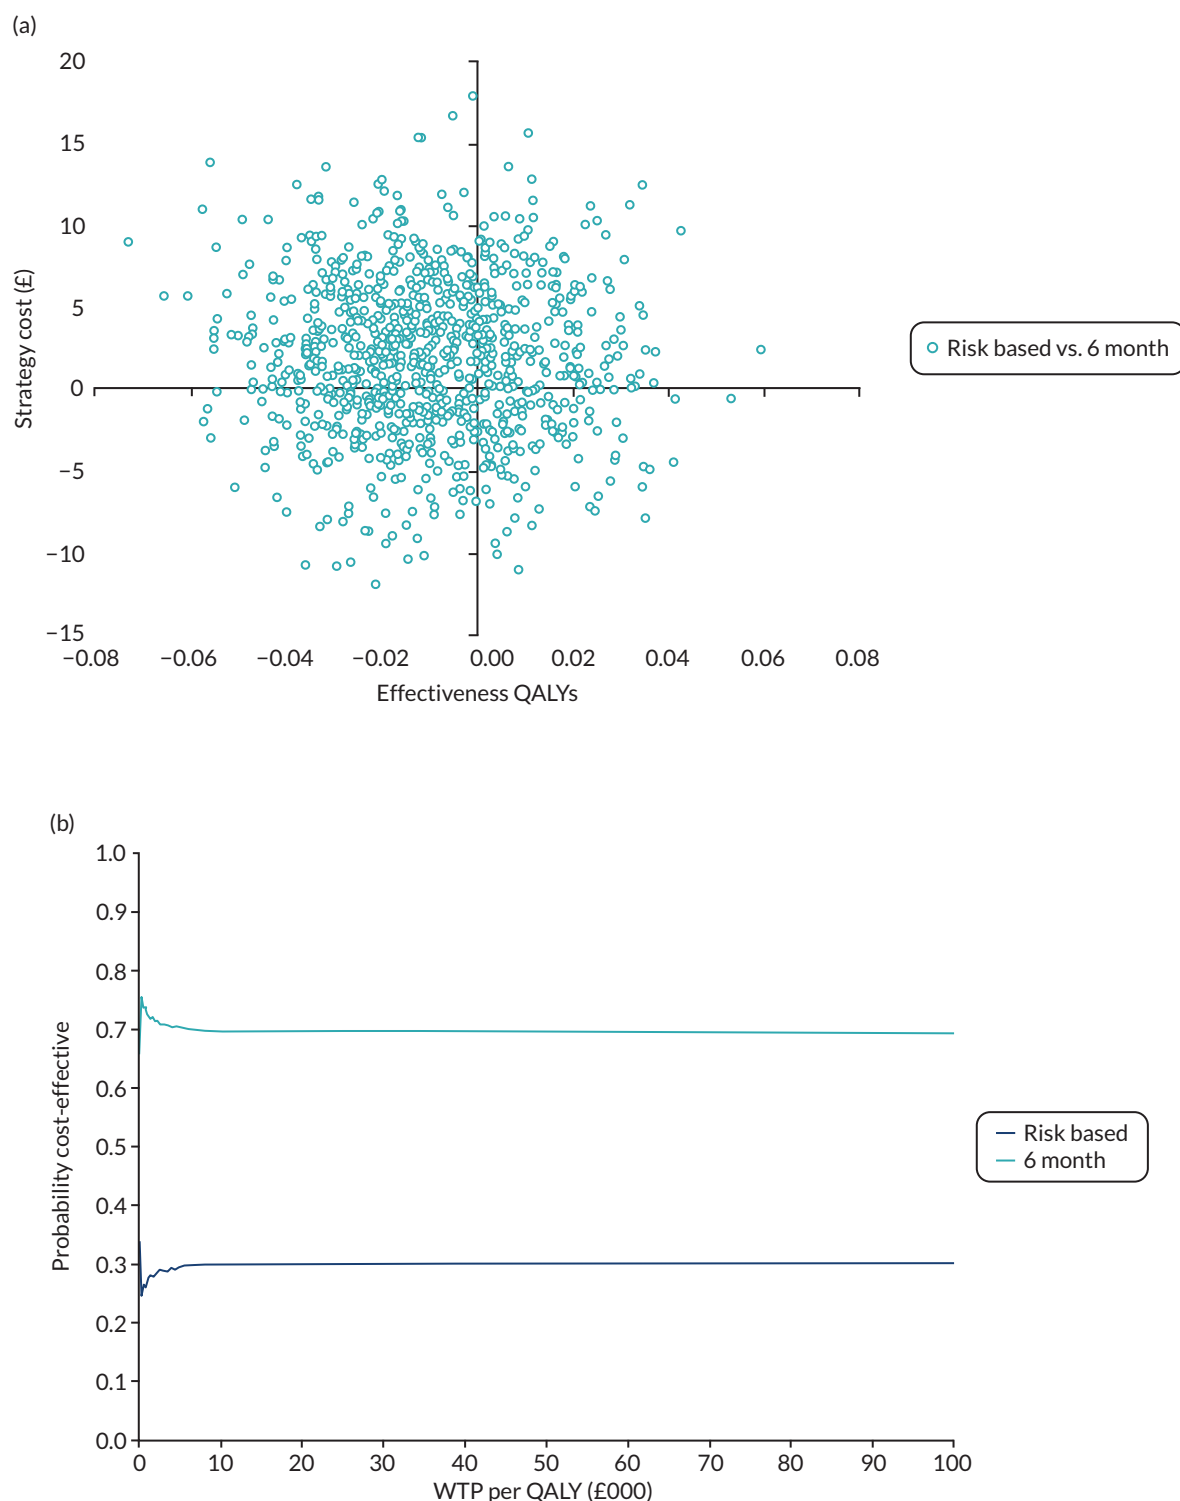 (a)
20
15
10
5
0
−5
−10
−15
Strategy cost (£)
−0.08 −0.06 −0.04 −0.02 0.00 0.02 0.04 0.06 0.08
Effectiveness QALYs
Risk based vs. 6 month
(b)
1.0
0.9
0.8
0.7
0.6
0.5
0.4
0.3
0.2
0.1
0.0
Probability cost-effective
0 10 20 30 40 50 60 70 80 90 100
WTP per QALY (£000)
Risk based
6 month